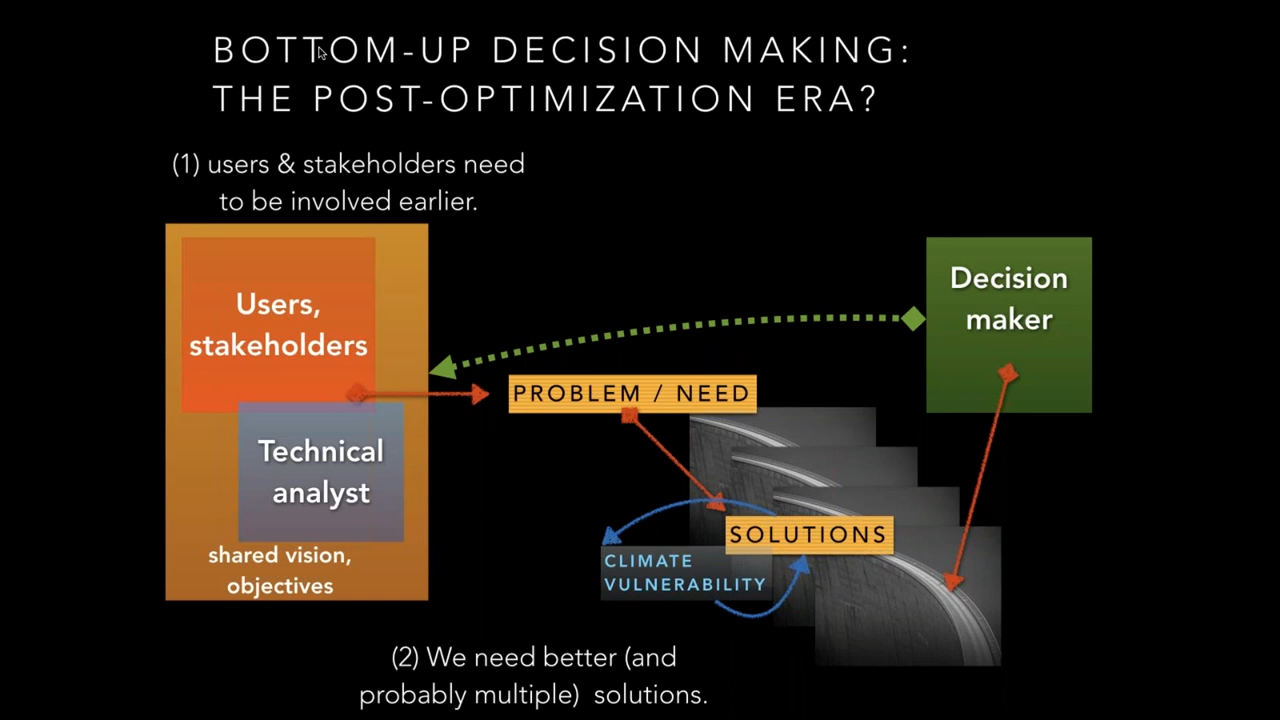 BOTTOM-UP DECISION MAKING:
THE POST-OPTIMIZATION ERA?
(1) users & stakeholders need
to be involved earlier.
Users,
stakeholders
Technical
analyst
shared vision,
objectives
PROBLEM / NEED
Decision
maker
SOLUTIONS
CLIMATE
VULNERABILITY
(2) We need better (and
probably multiple) solutions.